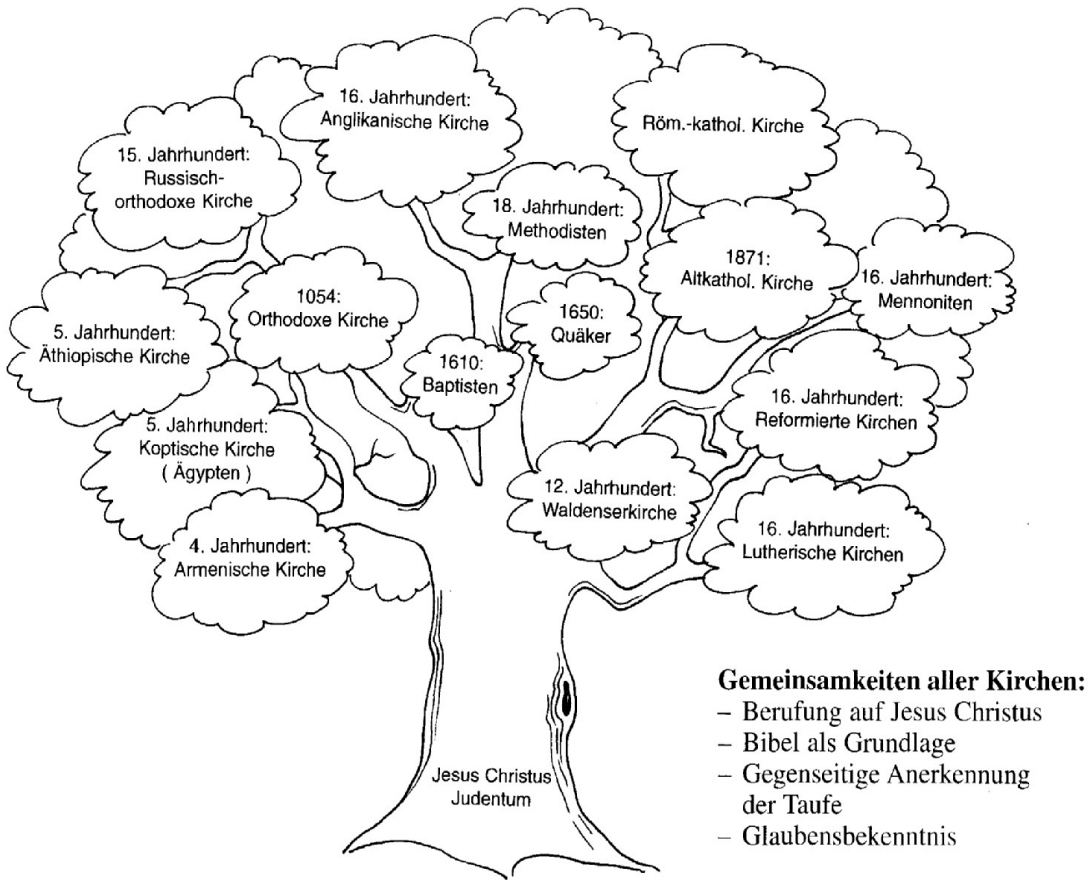 16. Jahrhundert:
Anglikanische Kirche
Röm.-kathol. Kirche
15. Jahrhundert:
Russisch-
orthodoxe Kirche
18. Jahrhundert:
Methodisten
1871:
Altkathol. Kirche
16. Jahrhundert:
Mennoniten
1054:
Orthodoxe Kirche
1650:
Quäker
5. Jahrhundert:
Äthiopische Kirche
1610:
Baptisten
16. Jahrhundert:
Reformierte Kirchen
5. Jahrhundert:
Koptische Kirche
( Ägypten )
12. Jahrhundert:
Waldenserkirche
16. Jahrhundert:
Lutherische Kirchen
4. Jahrhundert:
Armenische Kirche
Jesus Christus
Judentum
Gemeinsamkeiten aller Kirchen:
– Berufung auf Jesus Christus
– Bibel als Grundlage
– Gegenseitige Anerkennung
der Taufe
– Glaubensbekenntnis